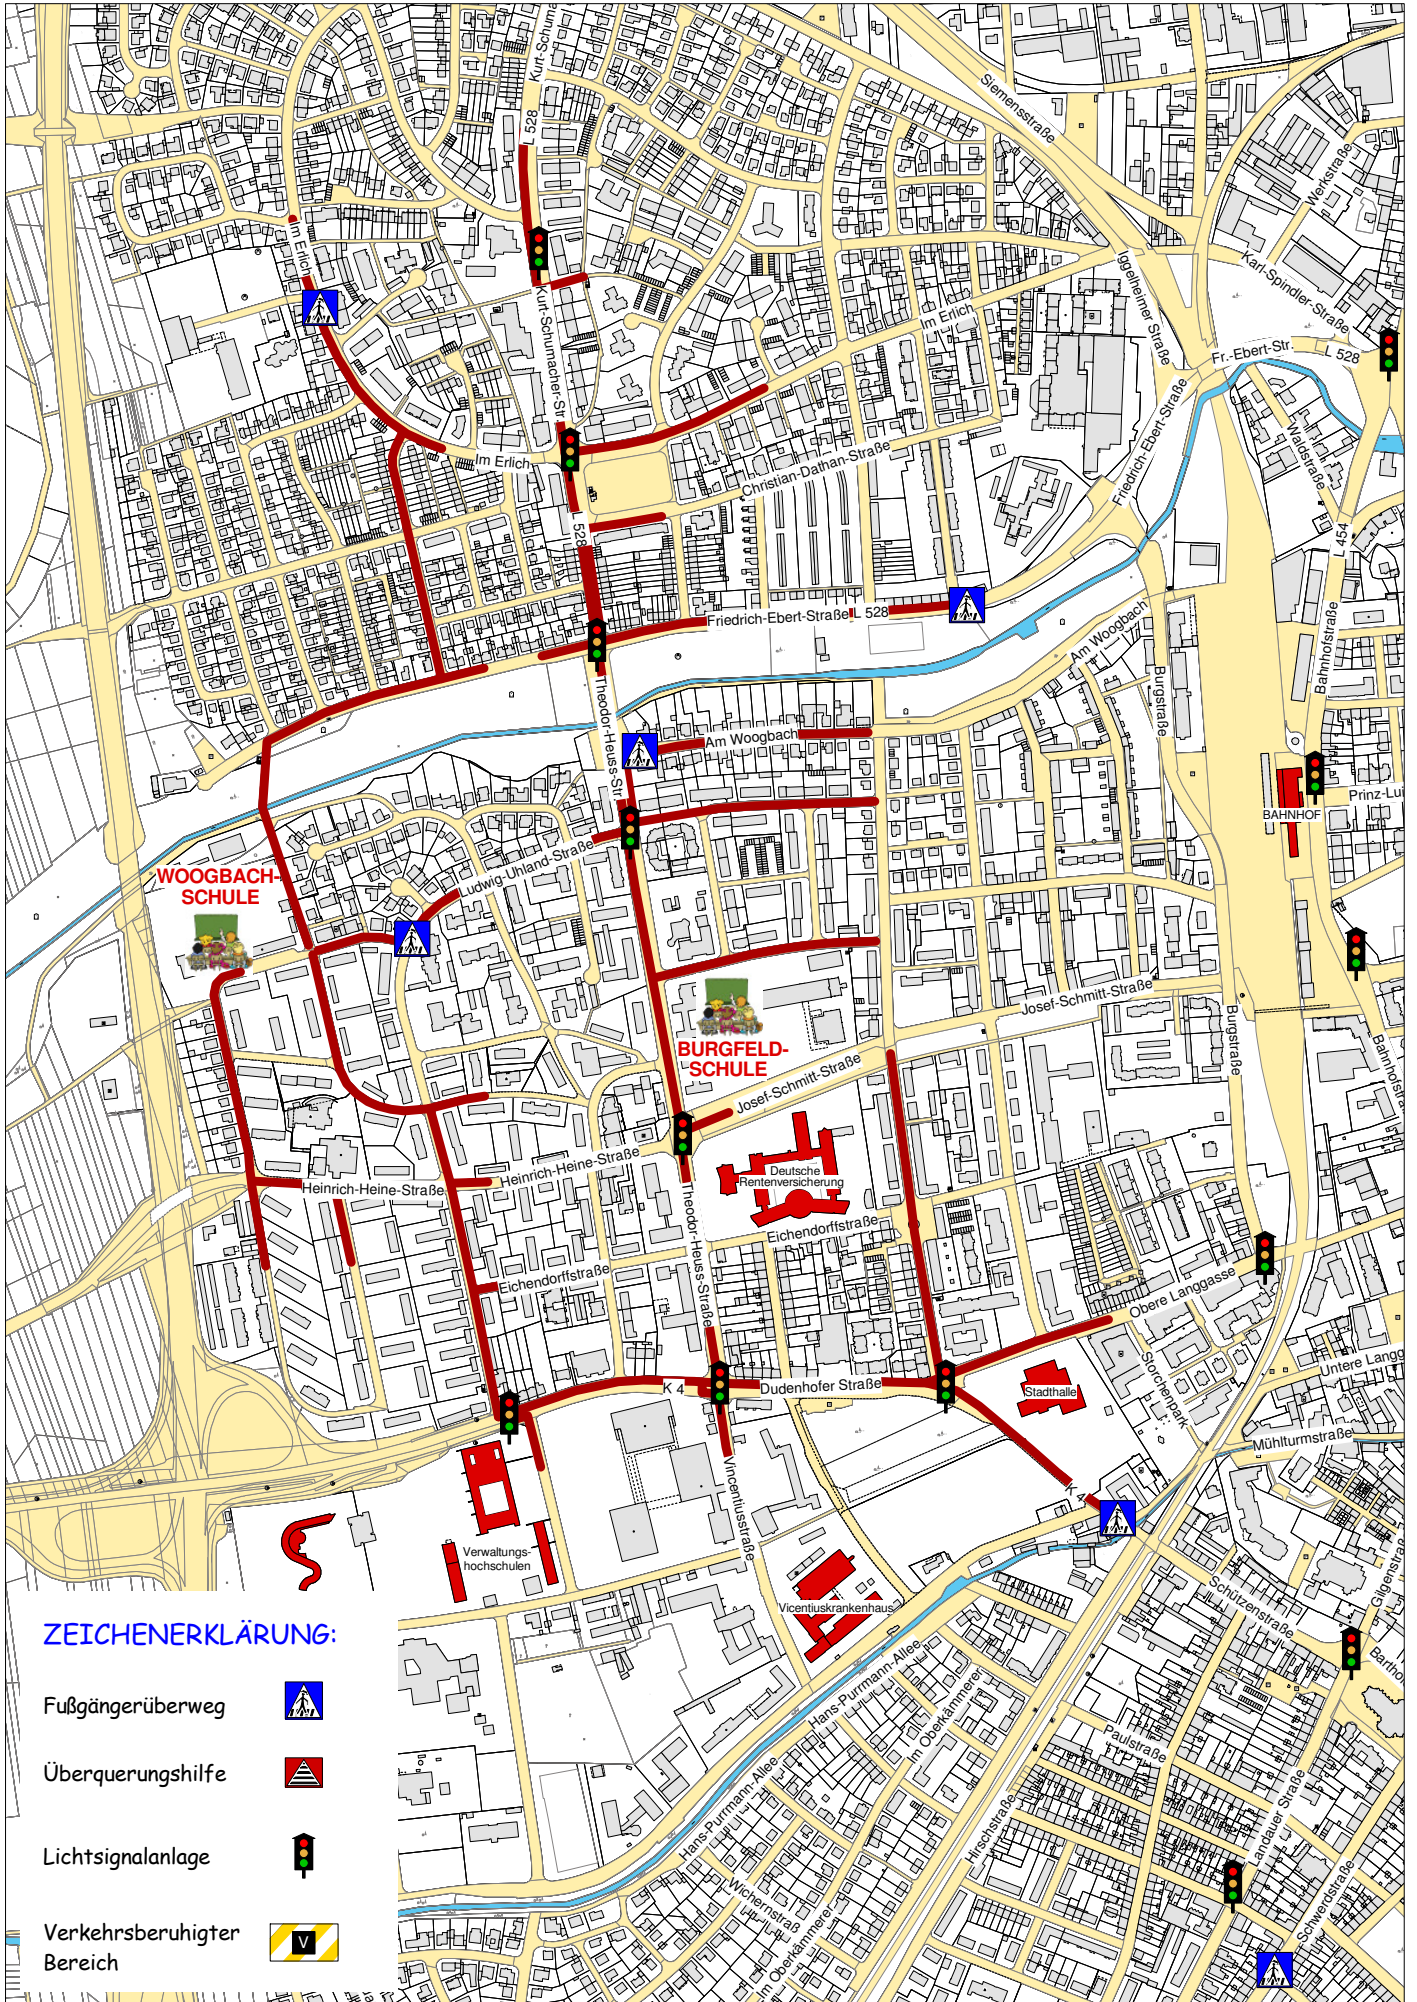 Kurt-Schuma
L 528
Siemensstraße
Werkstraße
Im Erlich
Iggelheimer Straße
Karl-Spindler-Straße
Kurt-Schumacher-Str.
Im Erlich
Fr.-Ebert-Str.
L 528
Friedrich-Ebert-Straße
Waldstraße
Im Erlich
Christian-Dathan-Straße
L 528
L 454
Friedrich-Ebert-Straße L 528
Am Woogbach
Bahnhofstraße
Burgstraße
Theodor-Heuss-Str.
Am Woogbach
Prinz-Lui
BAHNHOF
Ludwig-Uhland-Straße
WOOGBACH-
SCHULE
Josef-Schmitt-Straße
BURGFELD-
SCHULE
Burgstraße
Bahnhofstra
Josef-Schmitt-Straße
Heinrich-Heine-Straße
Heinrich-Heine-Straße
Deutsche
Rentenversicherung
Theodor-Heuss-Straße
Eichendorffstraße
Eichendorffstraße
Obere Langgasse
Storchenpark
Untere Langg
K 4
Dudenhofer Straße
Stadthalle
Mühlturmstraße
Vincentiusstraße
K 4
Verwaltungs-
hochschulen
Vicentiuskrankenhaus
Schützenstraße
Gilgenstraß
Bartho
Hans-Purrmann-Allee
Im Oberkämmerer
Paulstraße
Hans-Purrmann-Allee
Hirschstraße
Landauer Straße
Wichernstraß
Im Oberkämmerer
Schwerdstraße
ZEICHENERKLÄRUNG:
Fußgängerüberweg
Überquerungshilfe
Lichtsignalanlage
Verkehrsberuhigter
Bereich
V